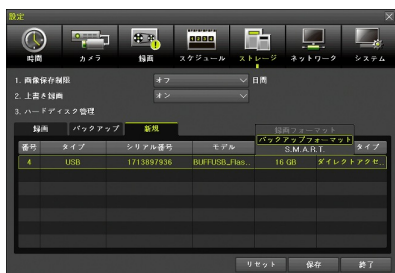 設定
時間 カメラ 録画 スケジュール ストレージ ネットワーク システム
1. 画像保存制限 オフ 日間
2. 上書き録画 オン
3. ハードディスク管理
録画 バックアップ 新規 録画フォーマット
バックアップフォーマット
番号 タイプ シリアル番号 モデル S.M.A.R.T. タイプ
4 USB 1713897936 BUFFUSB_Flas... 16 GB ダイレクトアクセ...
リセット 保存 終了